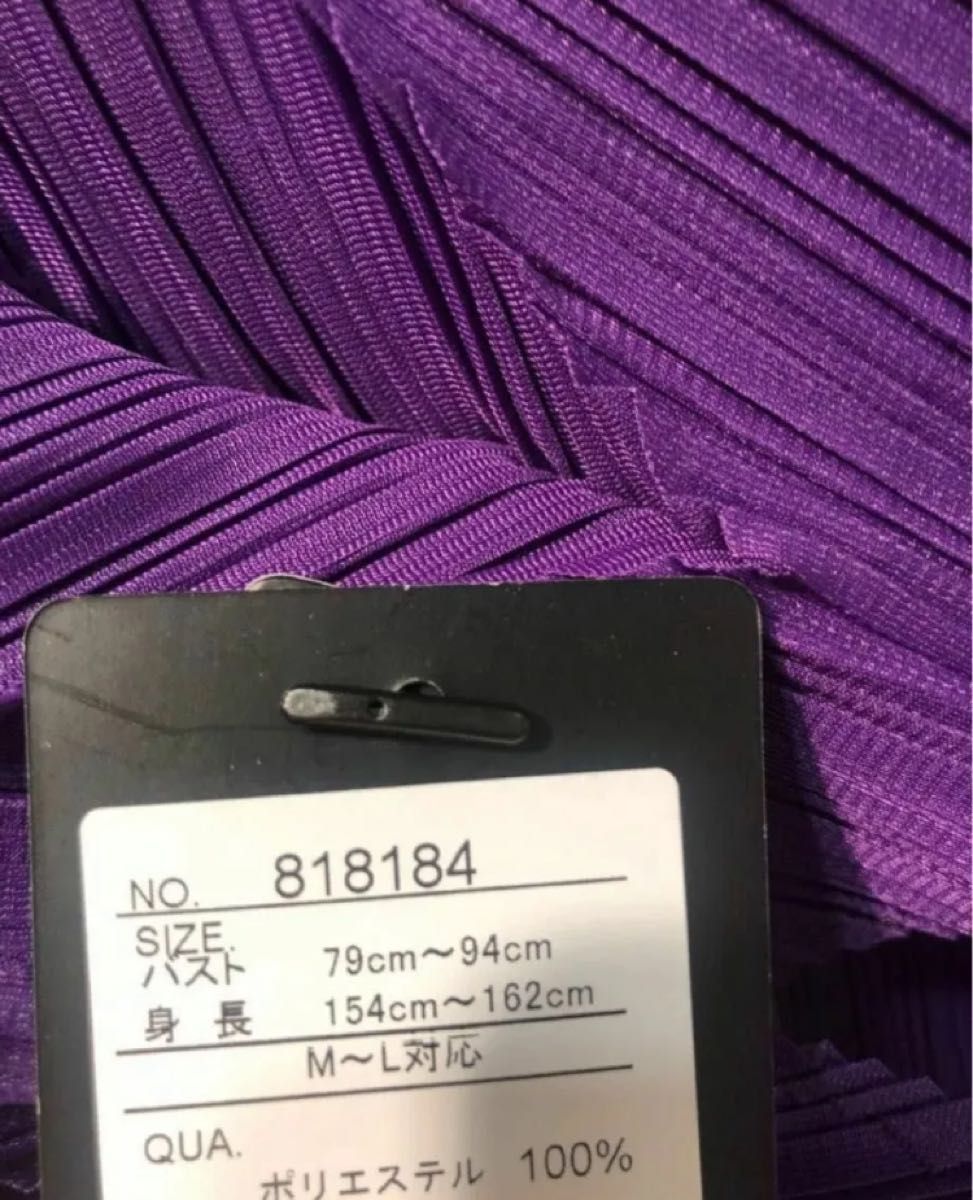 NO. 818184
SIZE.
バスト 79cm～94cm
身 長 154cm～162cm
M～L対応
QUA.
ポリエステル 100%